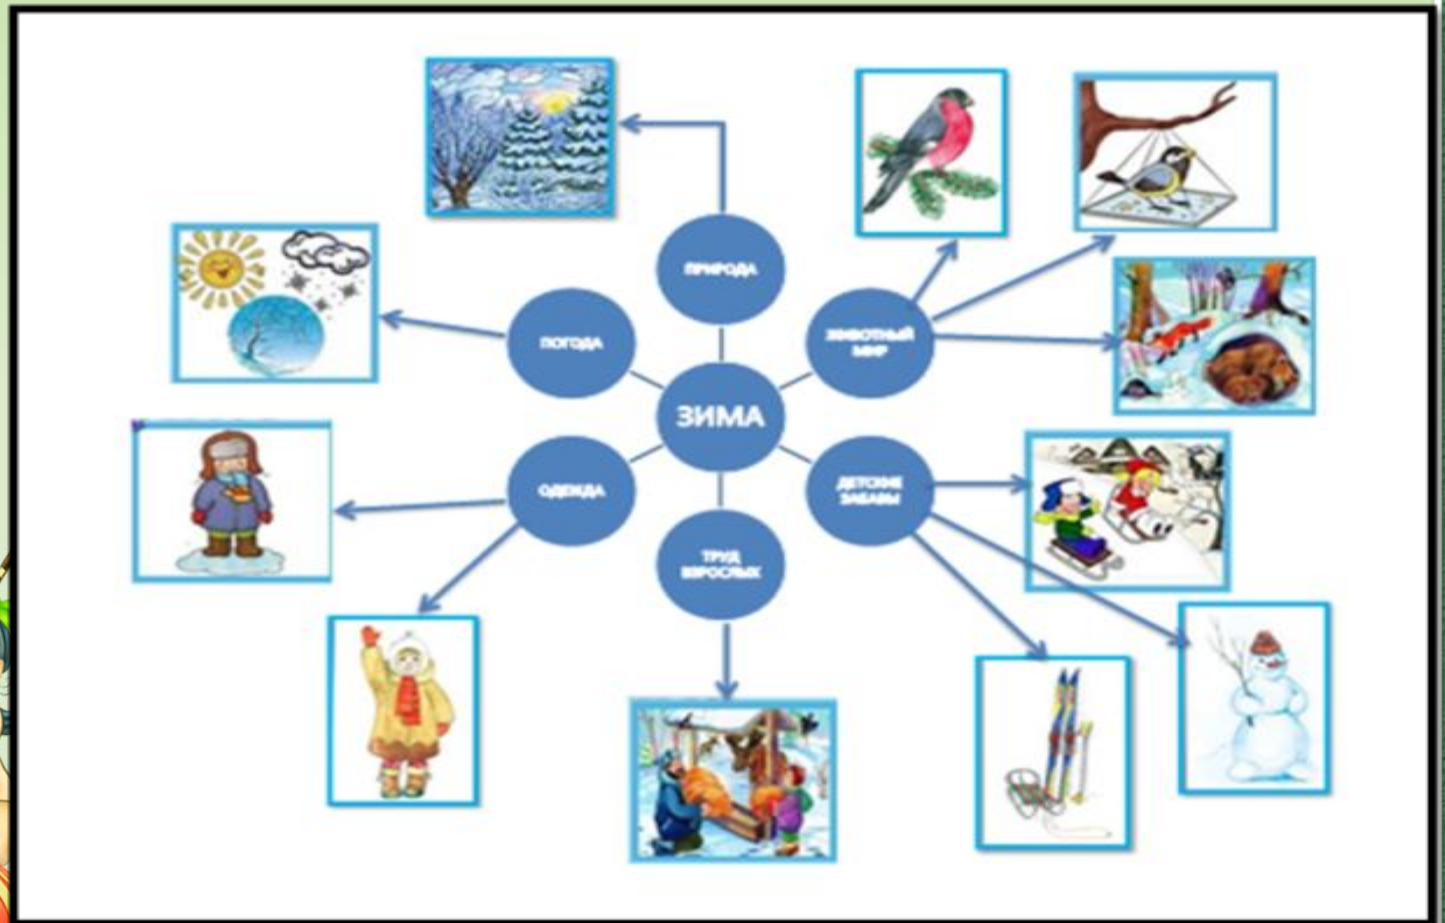 ПРИРОДА
ПОГОДА
ЖИВОТНЫЙ
МИР
ЗИМА
ОДЕЖДА
ДЕТСКИЕ
ЗАБАВЫ
ТРУД
ВЗРОСЛЫХ